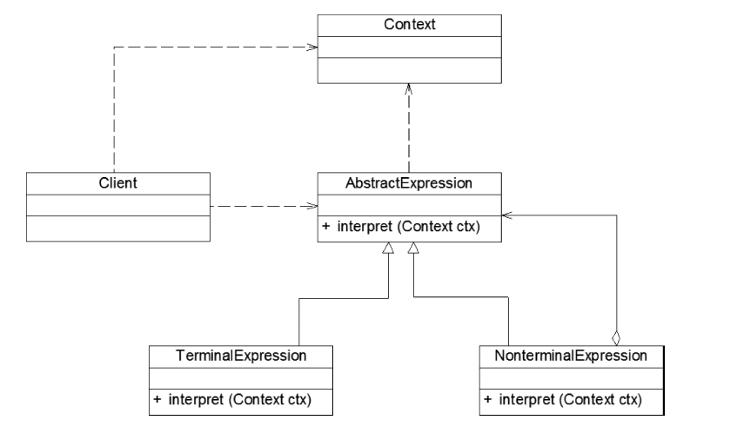 Context
Client
AbstractExpression
+ interpret (Context ctx)
TerminalExpression
+ interpret (Context ctx)
NonterminalExpression
+ interpret (Context ctx)